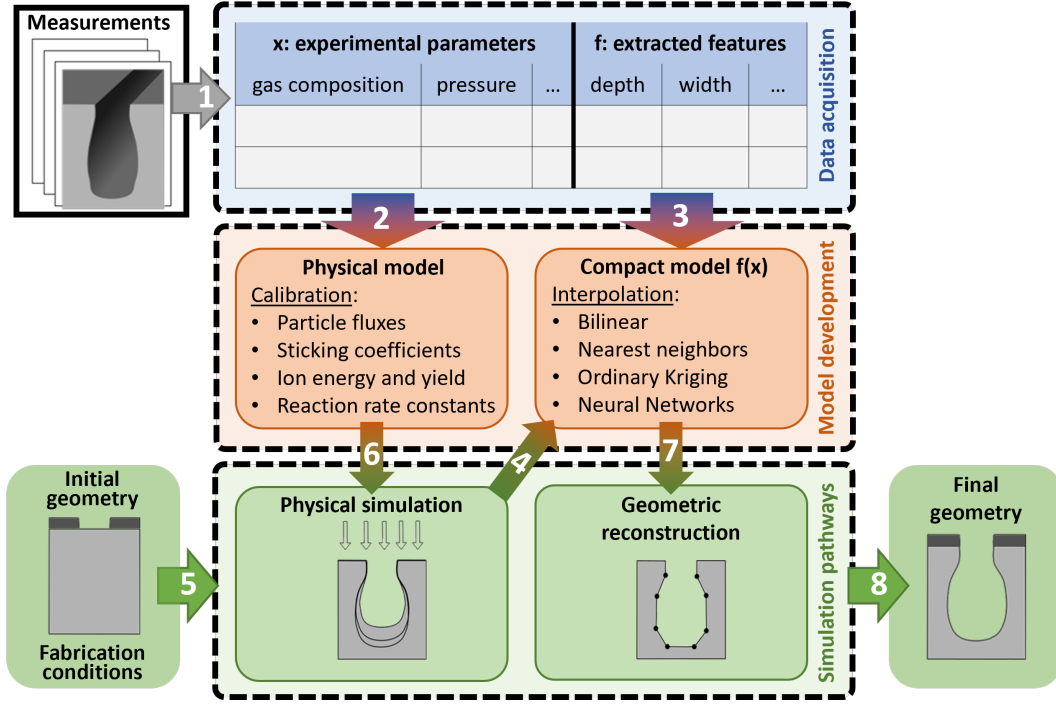 Measurements
1
x: experimental parameters
f: extracted features
gas composition
pressure
...
depth
width
...
Data acquisition
2
3
Physical model
Calibration:
• Particle fluxes
• Sticking coefficients
• Ion energy and yield
• Reaction rate constants
Compact model f(x)
Interpolation:
• Bilinear
• Nearest neighbors
• Ordinary Kriging
• Neural Networks
Model development
6
4
7
Initial
geometry
Fabrication
conditions
5
Physical simulation
Geometric
reconstruction
Simulation pathways
8
Final
geometry